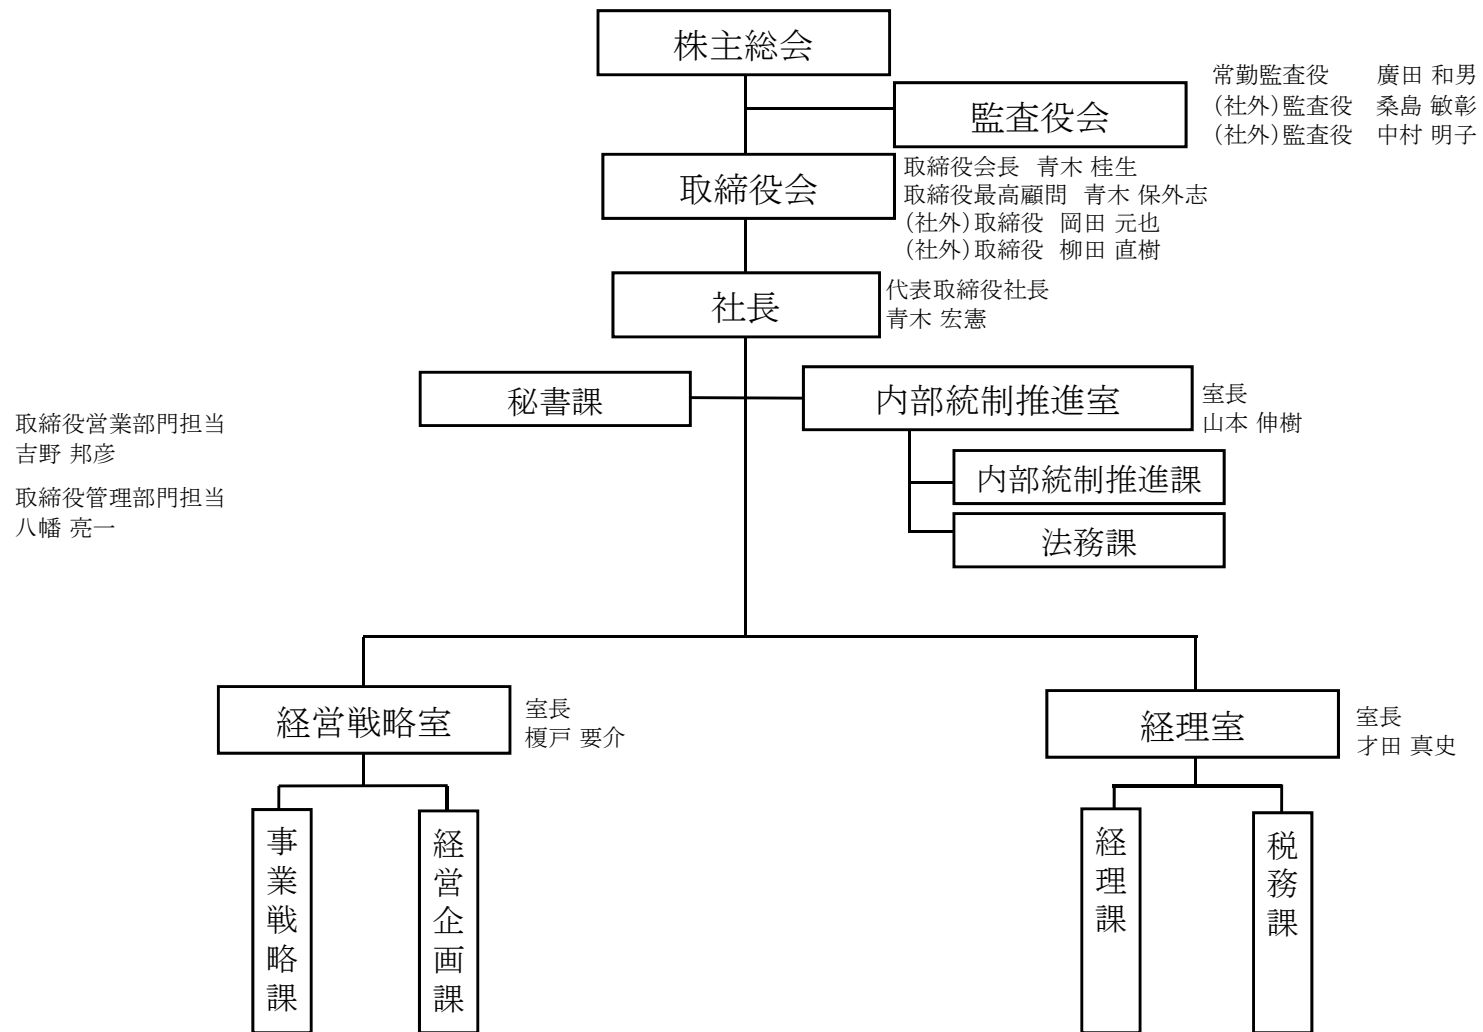 株主総会
監査役会
常勤監査役 廣田 和男
(社外)監査役 桑島 敏彰
(社外)監査役 中村 明子
取締役会
取締役会長 青木 桂生
取締役最高顧問 青木 保外志
(社外)取締役 岡田 元也
(社外)取締役 柳田 直樹
社長
代表取締役社長
青木 宏憲
秘書課
内部統制推進室
室長
山本 伸樹
取締役営業部門担当
吉野 邦彦
取締役管理部門担当
八幡 亮一
内部統制推進課
法務課
経営戦略室
室長
榎戸 要介
経理室
室長
才田 真史
事業戦略課
経営企画課
経理課
税務課